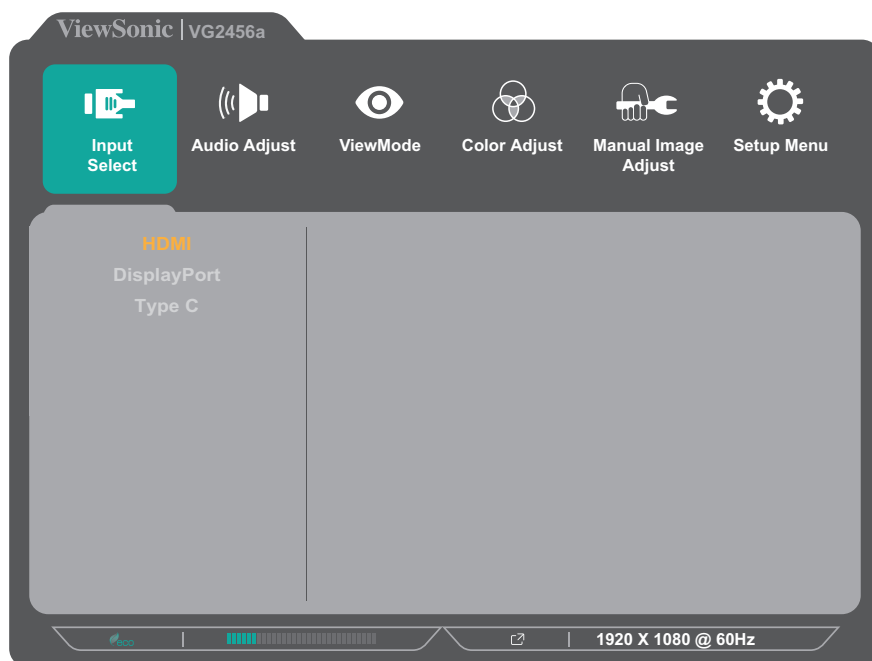 ViewSonic | VG2456a
Input
Select
Audio Adjust
ViewMode
Color Adjust
Manual Image
Adjust
Setup Menu
HDMI
DisplayPort
Type C
eco
1920 X 1080 @ 60Hz